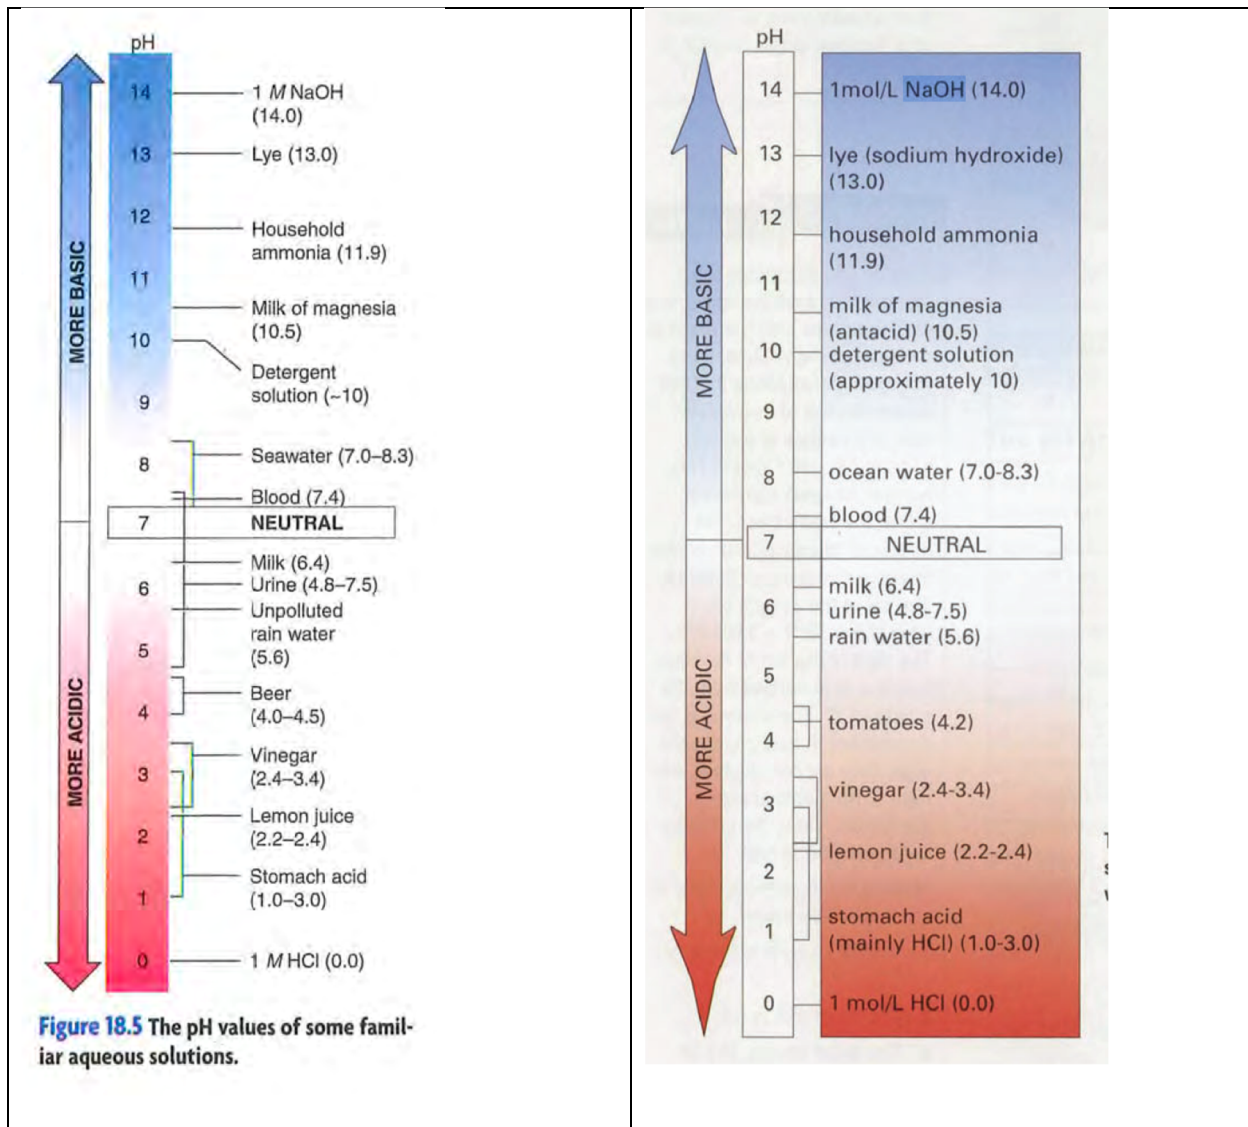 pH
14
13
12
11
10
9
8
7
6
5
4
3
2
1
0
MORE BASIC
MORE ACIDIC
1 M NaOH
(14.0)
Lye (13.0)
Household
ammonia (11.9)
Milk of magnesia
(10.5)
Detergent
solution (~10)
Seawater (7.0–8.3)
Blood (7.4)
NEUTRAL
Milk (6.4)
Urine (4.8–7.5)
Unpolluted
rain water
(5.6)
Beer
(4.0–4.5)
Vinegar
(2.4–3.4)
Lemon juice
(2.2–2.4)
Stomach acid
(1.0–3.0)
1 M HCl (0.0)
Figure 18.5 The pH values of some famil-
iar aqueous solutions.
pH
14
13
12
11
10
9
8
7
6
5
4
3
2
1
0
MORE BASIC
MORE ACIDIC
1mol/L NaOH (14.0)
lye (sodium hydroxide)
(13.0)
household ammonia
(11.9)
milk of magnesia
(antacid) (10.5)
detergent solution
(approximately 10)
ocean water (7.0-8.3)
blood (7.4)
NEUTRAL
milk (6.4)
urine (4.8-7.5)
rain water (5.6)
tomatoes (4.2)
vinegar (2.4-3.4)
lemon juice (2.2-2.4)
stomach acid
(mainly HCl) (1.0-3.0)
1 mol/L HCl (0.0)